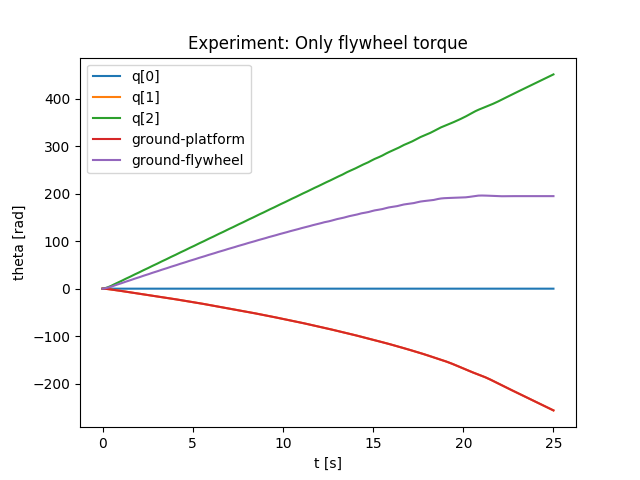 Experiment: Only flywheel torque
q[0]
q[1]
q[2]
ground-platform
ground-flywheel
400
300
200
100
0
−100
−200
theta [rad]
0 5 10 15 20 25
t [s]